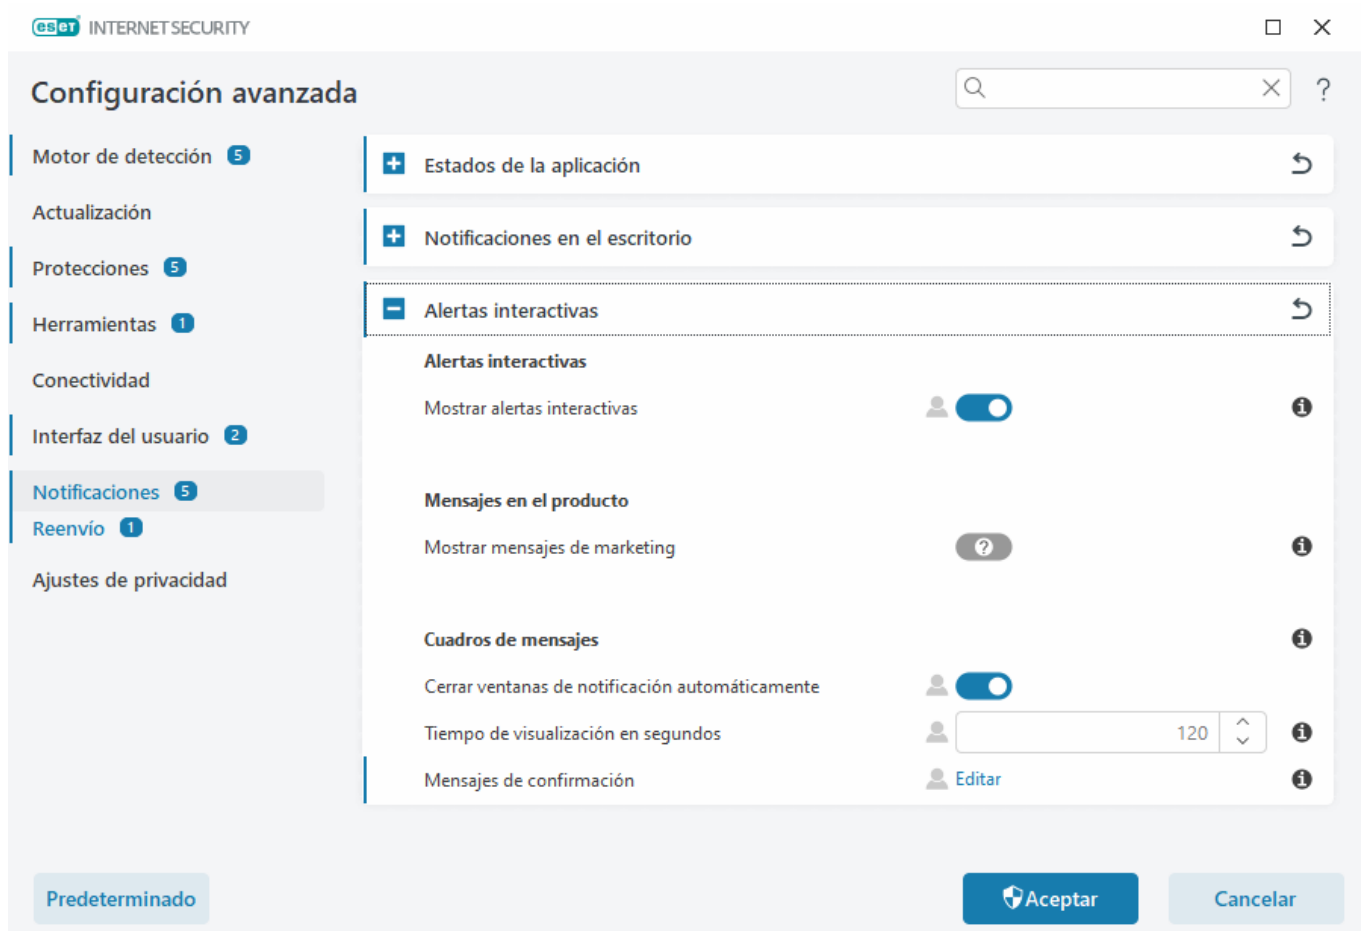 eset INTERNET SECURITY
Configuración avanzada
?
Motor de detección 5
Actualización
Protecciones 5
Herramientas 1
Conectividad
Interfaz del usuario 2
Notificaciones 5
Reenvío 1
Ajustes de privacidad
Estados de la aplicación
Notificaciones en el escritorio
Alertas interactivas
Alertas interactivas
Mostrar alertas interactivas
Mensajes en el producto
Mostrar mensajes de marketing ?
Cuadros de mensajes
Cerrar ventanas de notificación automáticamente
Tiempo de visualización en segundos 120
Mensajes de confirmación Editar
Predeterminado
Aceptar
Cancelar